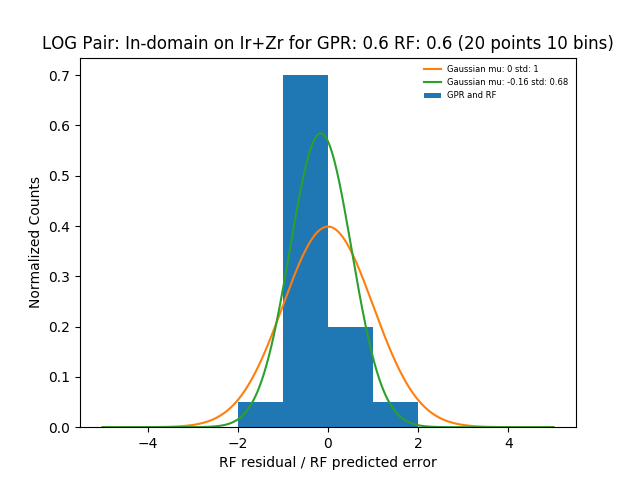 LOG Pair: In-domain on Ir+Zr for GPR: 0.6 RF: 0.6 (20 points 10 bins)
Gaussian mu: 0 std: 1
Gaussian mu: -0.16 std: 0.68
GPR and RF
Normalized Counts
0.7
0.6
0.5
0.4
0.3
0.2
0.1
0.0
−4 −2 0 2 4
RF residual / RF predicted error